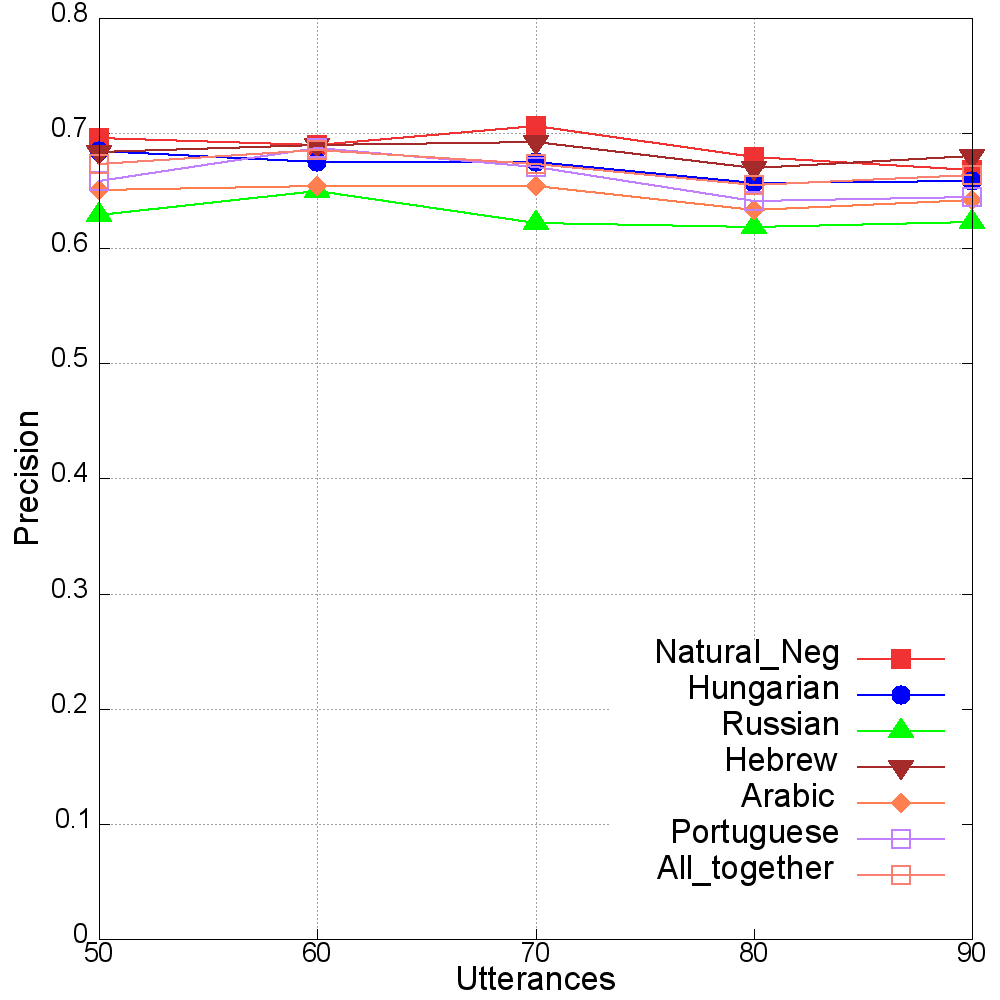 0.8
0.7
0.6
0.5
0.4
0.3
0.2
0.1
0
Precision
50 60 70 80 90
Utterances
Natural_Neg
Hungarian
Russian
Hebrew
Arabic
Portuguese
All_together